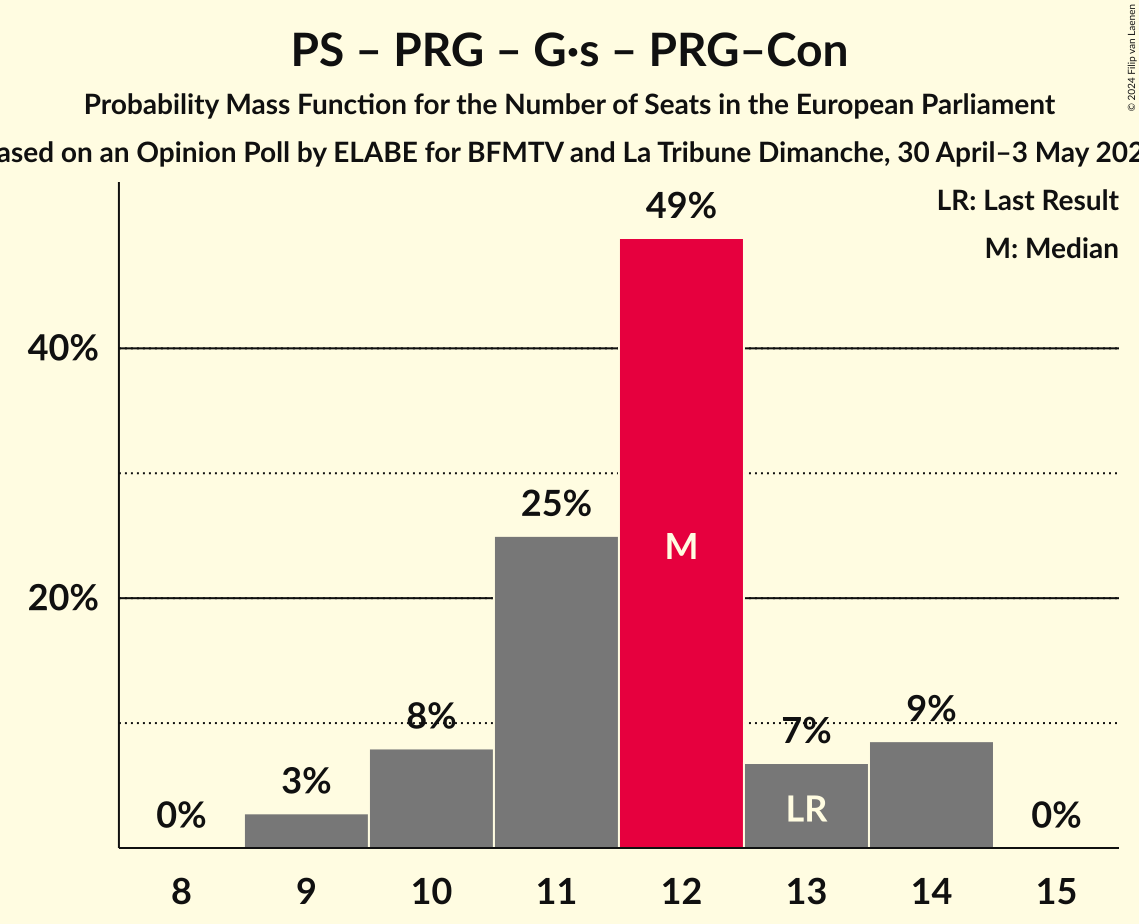 PS – PRG – G·s – PRG–Con
Probability Mass Function for the Number of Seats in the European Parliament
ased on an Opinion Poll by ELABE for BFMTV and La Tribune Dimanche, 30 April–3 May 202
© 2024 Filip van Laenen
LR: Last Result
M: Median
49%
40%
25%
M
20%
8%
7%
9%
3%
LR
0%
0%
8 9 10 11 12 13 14 15